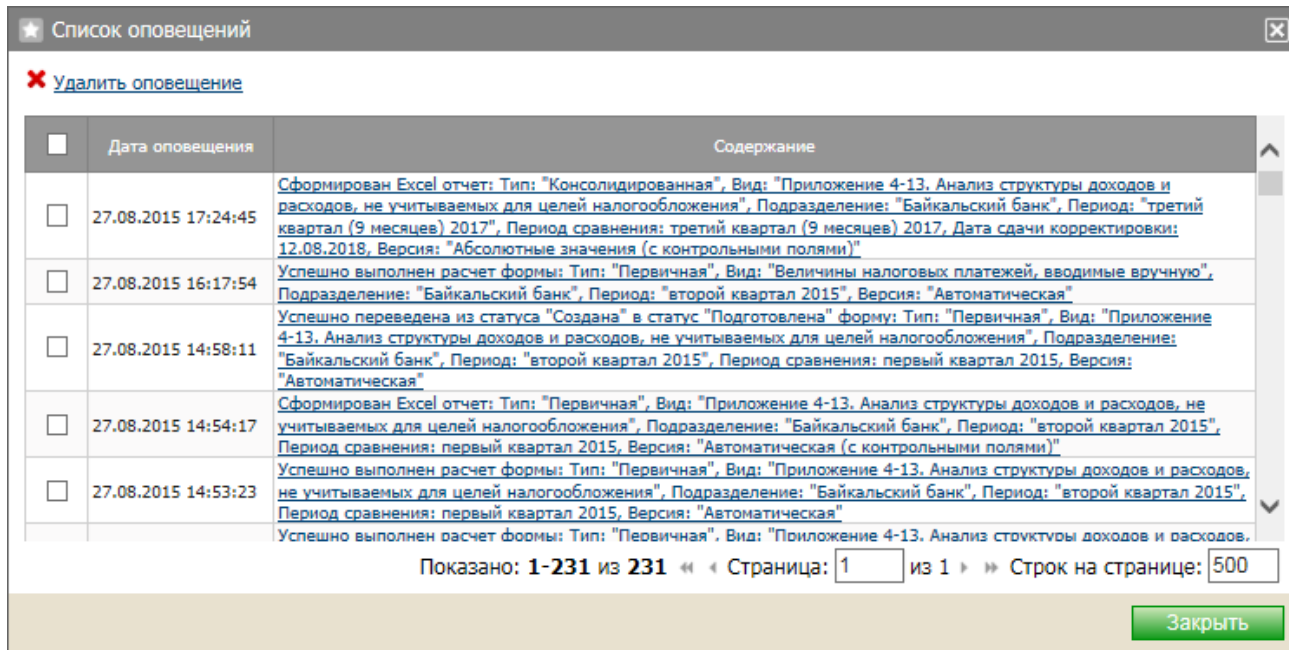 Список оповещений
Удалить оповещение
Дата оповещения Содержание
Сформирован Excel отчет: Тип: "Консолидированная", Вид: "Приложение 4-13. Анализ структуры доходов и
расходов, не учитываемых для целей налогообложения", Подразделение: "Байкальский банк", Период: "третий
27.08.2015 17:24:45
квартал (9 месяцев) 2017", Период сравнения: третий квартал (9 месяцев) 2017, Дата сдачи корректировки:
12.08.2018, Версия: "Абсолютные значения (с контрольными полями)"
27.08.2015 16:17:54
Успешно выполнен расчет формы: Тип: "Первичная", Вид: "Величины налоговых платежей, вводимые вручную",
Подразделение: "Байкальский банк", Период: "второй квартал 2015", Версия: "Автоматическая"
Успешно переведена из статуса "Создана" в статус "Подготовлена" форму: Тип: "Первичная", Вид: "Приложение
4-13. Анализ структуры доходов и расходов, не учитываемых для целей налогообложения", Подразделение:
27.08.2015 14:58:11
"Байкальский банк", Период: "второй квартал 2015", Период сравнения: первый квартал 2015, Версия:
"Автоматическая"
Сформирован Excel отчет: Тип: "Первичная", Вид: "Приложение 4-13. Анализ структуры доходов и расходов, не
27.08.2015 14:54:17
учитываемых для целей налогообложения", Подразделение: "Байкальский банк", Период: "второй квартал 2015",
Период сравнения: первый квартал 2015, Версия: "Автоматическая (с контрольными полями)"
Успешно выполнен расчет формы: Тип: "Первичная", Вид: "Приложение 4-13. Анализ структуры доходов и расходов,
27.08.2015 14:53:23
не учитываемых для целей налогообложения", Подразделение: "Байкальский банк", Период: "второй квартал 2015",
Период сравнения: первый квартал 2015, Версия: "Автоматическая"
Успешно выполнен расчет формы: Тип: "Первичная", Вид: "Приложение 4-13. Анализ структуры доходов и расходов,
Показано: 1-231 из 231 Страница: 1 из 1 Строк на странице: 500
Закрыть